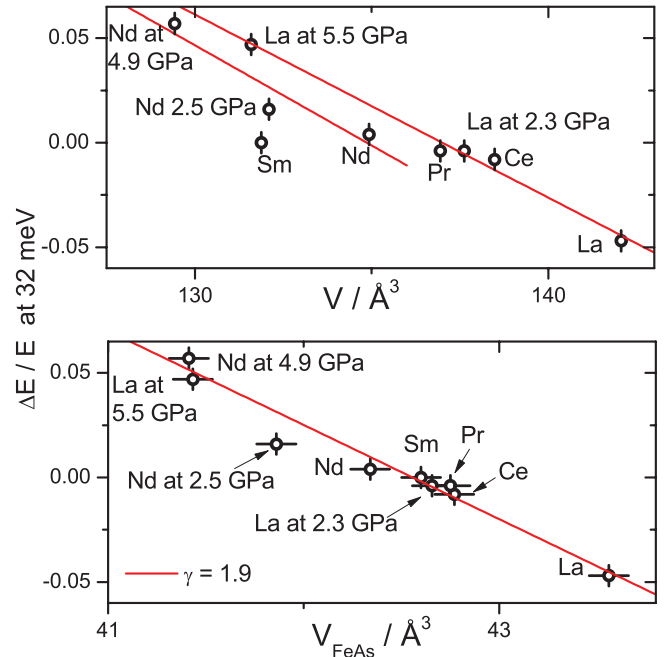 0.05
0.00
-0.05
Nd at
4.9 GPa
La at 5.5 GPa
Nd 2.5 GPa
La at 2.3 GPa
Sm
Nd
Pr
Ce
La
130
140
V / Å³
ΔE / E at 32 meV
0.05
0.00
-0.05
Nd at 4.9 GPa
La at
5.5 GPa
Nd at 2.5 GPa
Nd
Sm
Pr
Ce
La at 2.3 GPa
La
γ = 1.9
41
43
V_FeAs / Å³